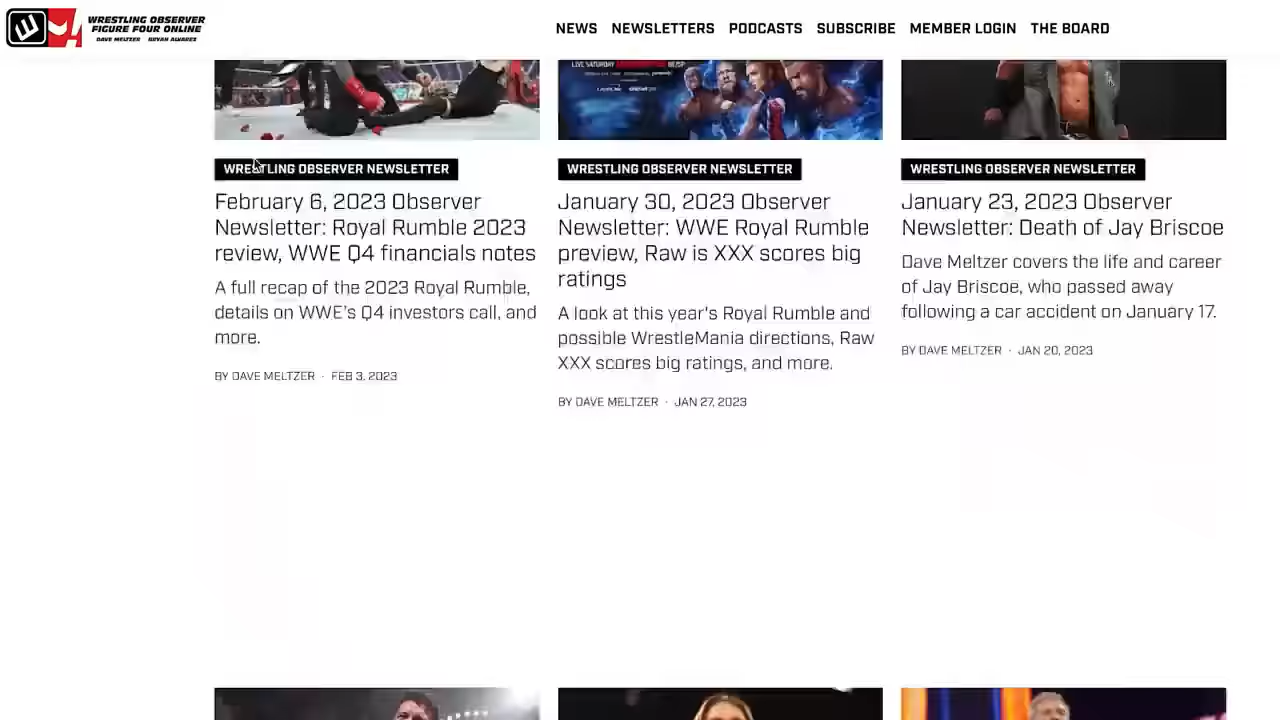 WRESTLING OBSERVER
FIGURE FOUR ONLINE
DAVE MELTZER BRYAN ALVAREZ
NEWS NEWSLETTERS PODCASTS SUBSCRIBE MEMBER LOGIN THE BOARD
LIVE SATURDAY
WRESTLING OBSERVER NEWSLETTER
February 6, 2023 Observer
Newsletter: Royal Rumble 2023
review, WWE Q4 financials notes
A full recap of the 2023 Royal Rumble,
details on WWE's Q4 investors call, and
more.
BY DAVE MELTZER · FEB 3, 2023
WRESTLING OBSERVER NEWSLETTER
January 30, 2023 Observer
Newsletter: WWE Royal Rumble
preview, Raw is XXX scores big
ratings
A look at this year's Royal Rumble and
possible WrestleMania directions, Raw
XXX scores big ratings, and more.
BY DAVE MELTZER · JAN 27, 2023
WRESTLING OBSERVER NEWSLETTER
January 23, 2023 Observer
Newsletter: Death of Jay Briscoe
Dave Meltzer covers the life and career
of Jay Briscoe, who passed away
following a car accident on January 17.
BY DAVE MELTZER · JAN 20, 2023